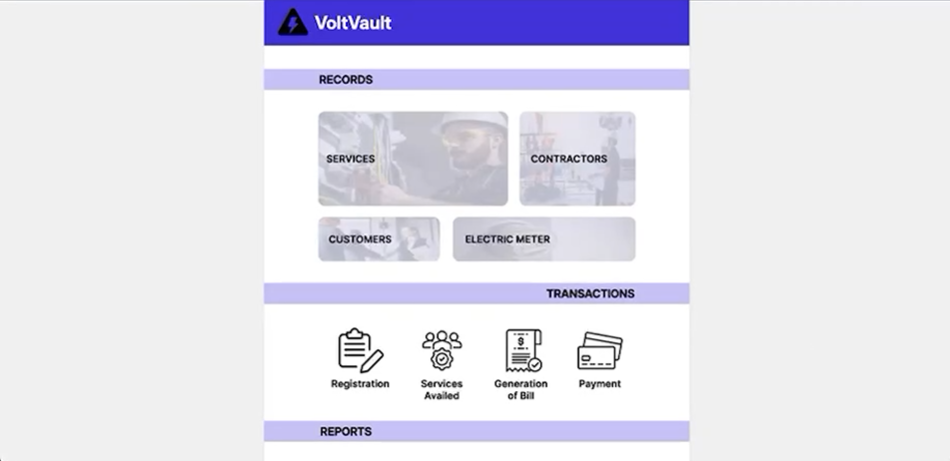 VoltVault
RECORDS
SERVICES
CONTRACTORS
CUSTOMERS
ELECTRIC METER
TRANSACTIONS
Registration
Services
Availed
Generation
of Bill
Payment
REPORTS